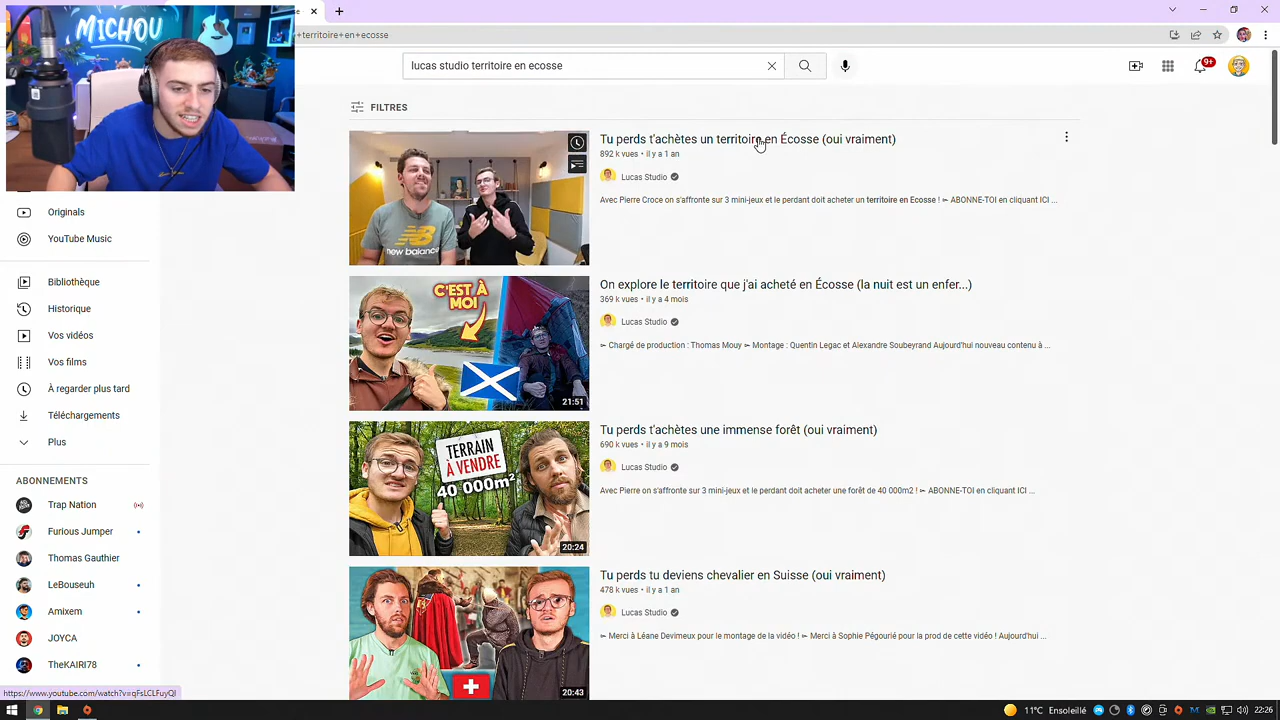 MICHOU
+territoire+en+ecosse
lucas studio territoire en ecosse
9+
FILTRES
Tu perds t'achètes un territoire en Écosse (oui vraiment)
892 k vues • il y a 1 an
Lucas Studio
Avec Pierre Croce on s'affronte sur 3 mini-jeux et le perdant doit acheter un territoire en Ecosse ! ➳ ABONNE-TOI en cliquant ICI ...
new balance
On explore le territoire que j'ai acheté en Écosse (la nuit est un enfer...)
369 k vues • il y a 4 mois
Lucas Studio
➳ Chargé de production : Thomas Mouy ➳ Montage : Quentin Legac et Alexandre Soubeyrand Aujourd'hui nouveau contenu à ...
C'EST À
MOI
21:51
Tu perds t'achètes une immense forêt (oui vraiment)
690 k vues • il y a 9 mois
Lucas Studio
Avec Pierre on s'affronte sur 3 mini-jeux et le perdant doit acheter une forêt de 40 000m2 ! ➳ ABONNE-TOI en cliquant ICI ...
TERRAIN
À VENDRE
40 000m²
20:24
Tu perds tu deviens chevalier en Suisse (oui vraiment)
478 k vues • il y a 1 an
Lucas Studio
➳ Merci à Léane Devimeux pour le montage de la vidéo ! ➳ Merci à Sophie Pégourié pour la prod de cette vidéo ! Aujourd'hui ...
20:43
Originals
YouTube Music
Bibliothèque
Historique
Vos vidéos
Vos films
À regarder plus tard
Téléchargements
Plus
ABONNEMENTS
Trap Nation
Furious Jumper
Thomas Gauthier
LeBouseuh
Amixem
JOYCA
TheKAIRI78
11°C Ensoleillé
22:26